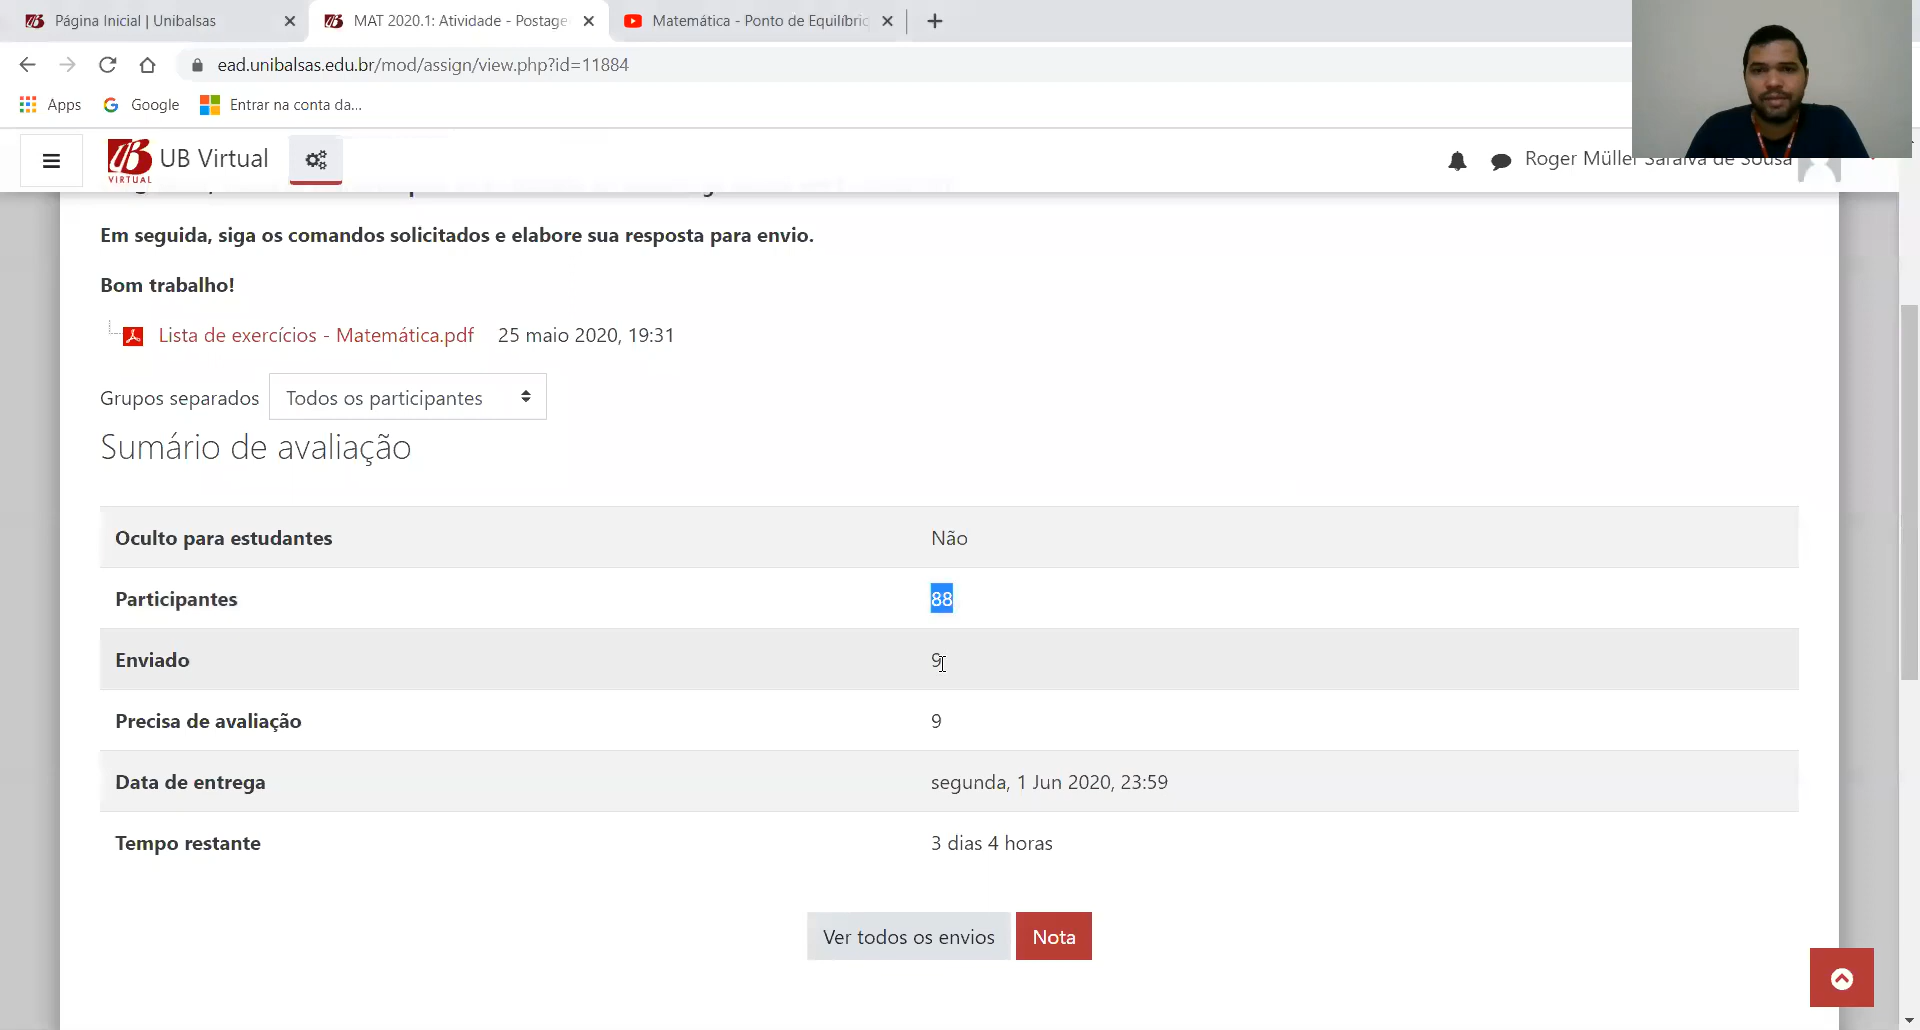 Página Inicial | Unibalsas
MAT 2020.1: Atividade - Postage
Matemática - Ponto de Equilíbri
ead.unibalsas.edu.br/mod/assign/view.php?id=11884
Apps
Google
Entrar na conta da...
UB Virtual
VIRTUAL
Roger Müller Saraiva de Sousa
Em seguida, siga os comandos solicitados e elabore sua resposta para envio.
Bom trabalho!
Lista de exercícios - Matemática.pdf 25 maio 2020, 19:31
Grupos separados Todos os participantes
Sumário de avaliação
Oculto para estudantes Não
Participantes 88
Enviado 9
Precisa de avaliação 9
Data de entrega segunda, 1 Jun 2020, 23:59
Tempo restante 3 dias 4 horas
Ver todos os envios Nota